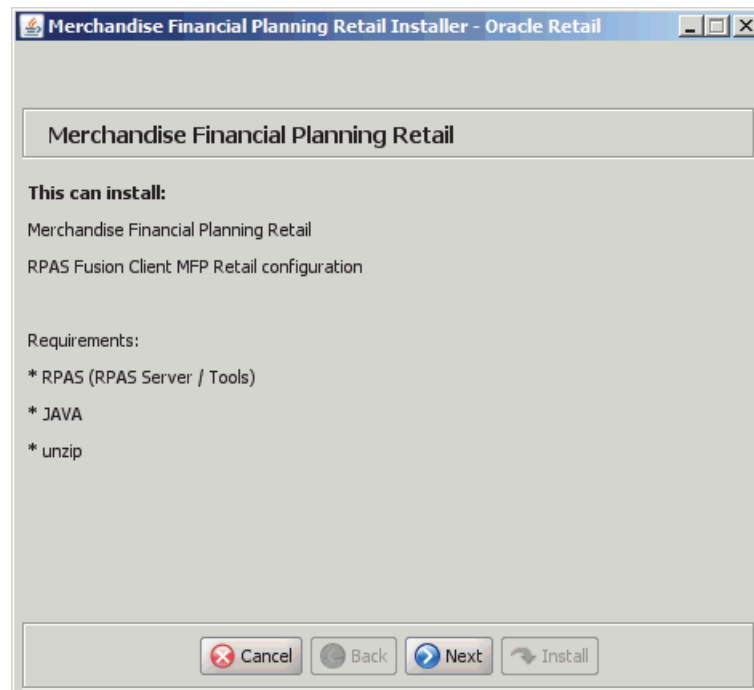 Merchandise Financial Planning Retail Installer - Oracle Retail
Merchandise Financial Planning Retail
This can install:
Merchandise Financial Planning Retail
RPAS Fusion Client MFP Retail configuration
Requirements:
* RPAS (RPAS Server / Tools)
* JAVA
* unzip
Cancel Back Next Install